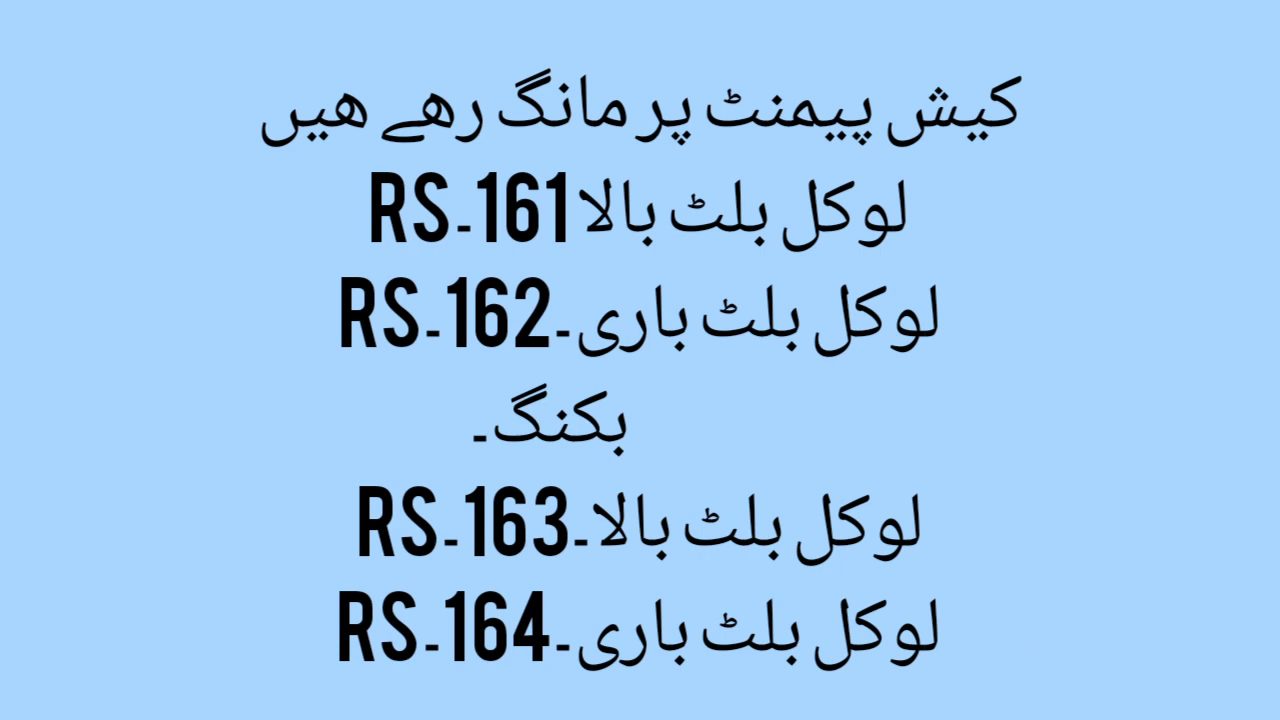 کیش پیمنٹ پر مانگ رھے ھیں
لوکل بلٹ بالا RS۔161
لوکل بلٹ باری۔RS۔162
بکنگ۔
لوکل بلٹ بالا۔RS۔163
لوکل بلٹ باری۔RS۔164